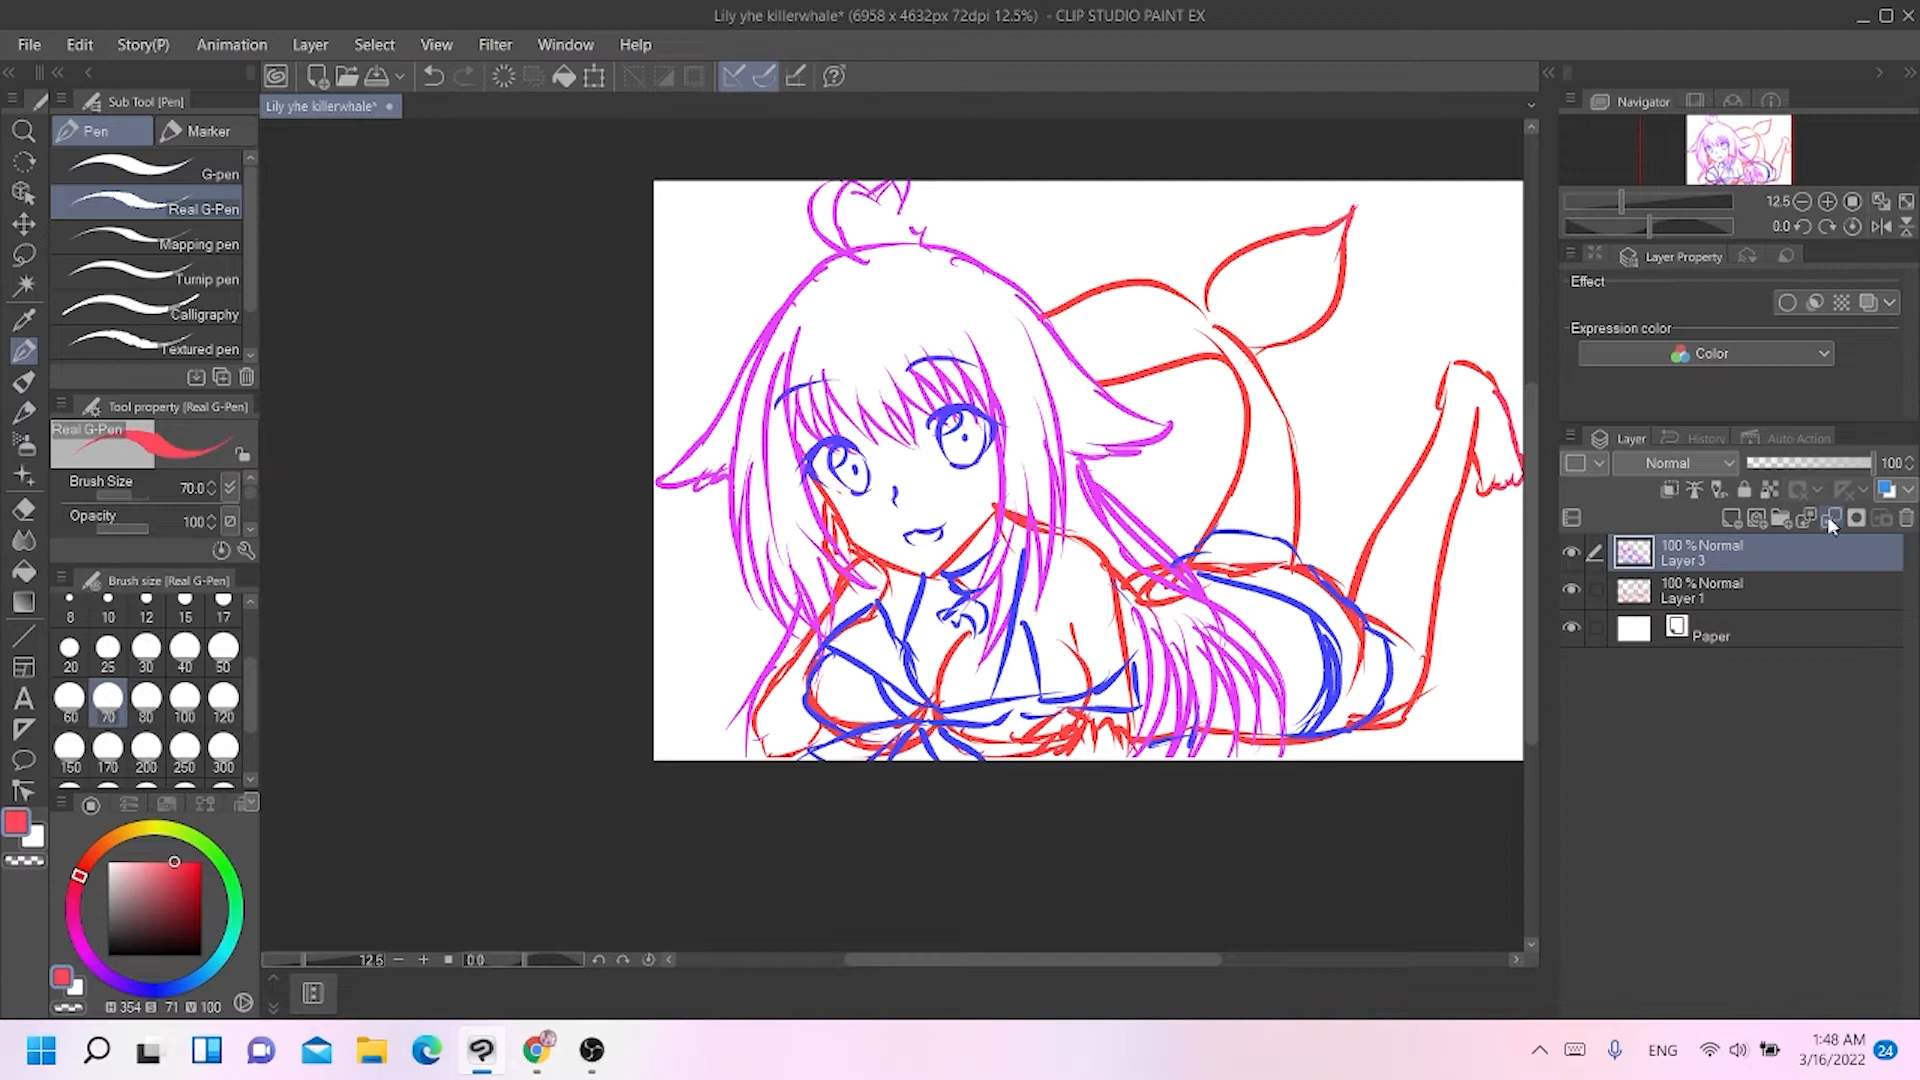 Lily yhe killerwhale* (6958 x 4632px 72dpi 12.5%) - CLIP STUDIO PAINT EX
File Edit Story(P) Animation Layer Select View Filter Window Help
Sub Tool [Pen]
Lily yhe killerwhale*
Navigator
Pen Marker
G-pen
Real G-Pen
Mapping pen
Turnip pen
Calligraphy
Textured pen
12.5
0.0
Layer Property
Effect
Expression color
Color
Tool property [Real G-Pen]
Real G-Pen
Brush Size 70.0
Opacity 100
Layer History Auto Action
Normal 100
100 % Normal
Layer 3
100 % Normal
Layer 1
Paper
Brush size [Real G-Pen]
8 10 12 15 17
20 25 30 40 50
60 70 80 100 120
150 170 200 250 300
12.5 0.0
H 354 S 71 V 100
ENG
1:48 AM
3/16/2022
24